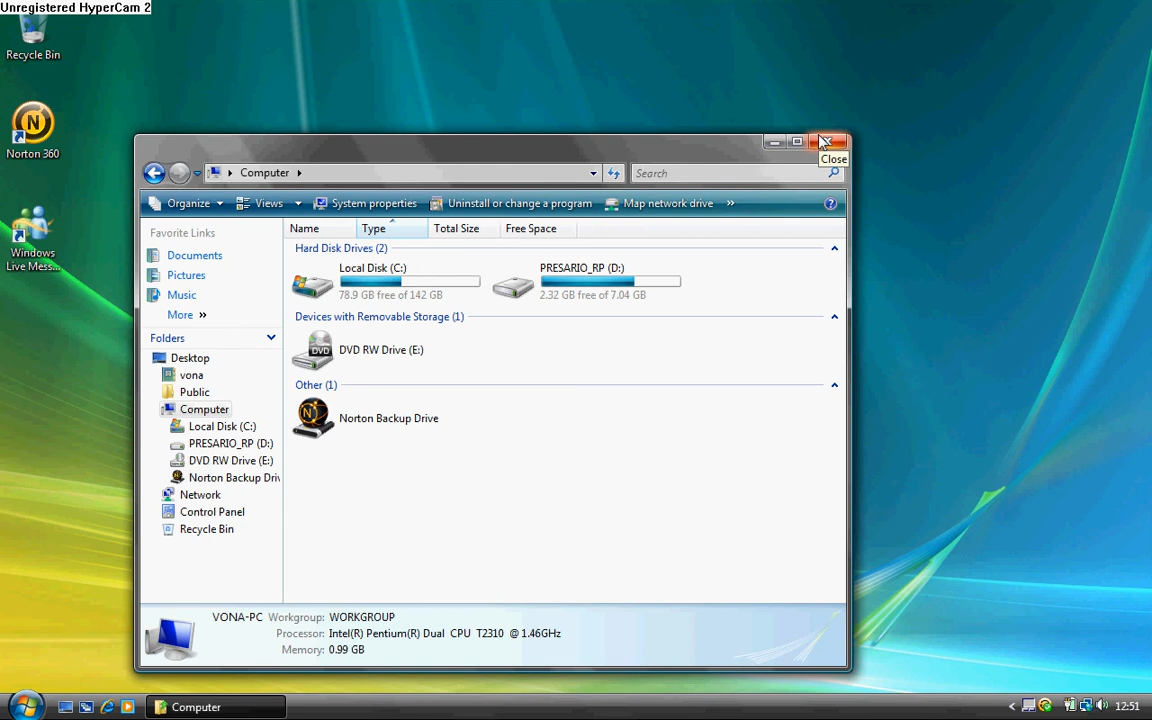 Unregistered HyperCam 2
Recycle Bin
Norton 360
Windows
Live Mess...
Close
Computer
Search
Organize
Views
System properties
Uninstall or change a program
Map network drive
»
Favorite Links
Documents
Pictures
Music
More »
Folders
Desktop
vona
Public
Computer
Local Disk (C:)
PRESARIO_RP (D:)
DVD RW Drive (E:)
Norton Backup Driv
Network
Control Panel
Recycle Bin
Name Type Total Size Free Space
Hard Disk Drives (2)
Local Disk (C:)
78.9 GB free of 142 GB
PRESARIO_RP (D:)
2.32 GB free of 7.04 GB
Devices with Removable Storage (1)
DVD
DVD RW Drive (E:)
Other (1)
Norton Backup Drive
VONA-PC Workgroup: WORKGROUP
Processor: Intel(R) Pentium(R) Dual CPU T2310 @ 1.46GHz
Memory: 0.99 GB
Computer
12:51